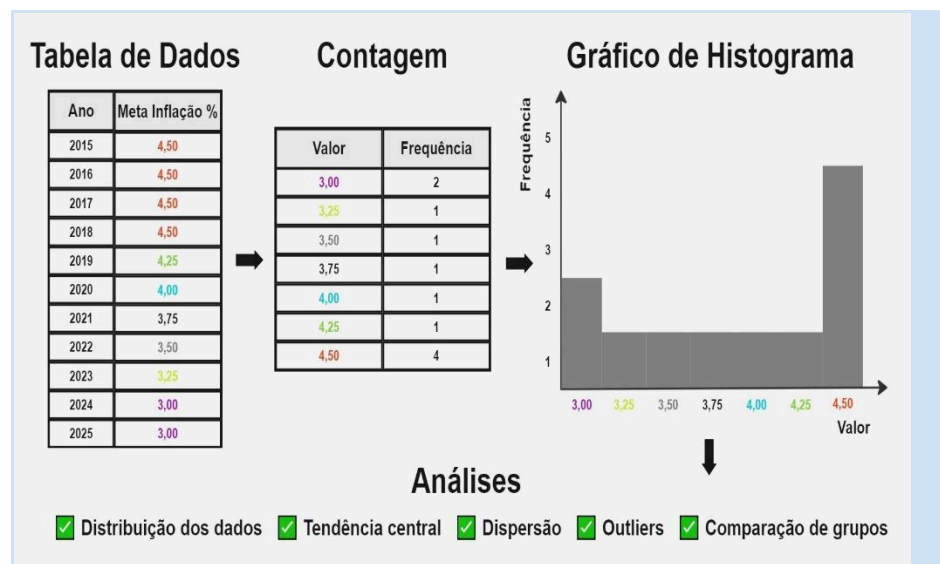 Tabela de Dados
Ano Meta Inflação %
2015 4,50
2016 4,50
2017 4,50
2018 4,50
2019 4,25
2020 4,00
2021 3,75
2022 3,50
2023 3,25
2024 3,00
2025 3,00
Contagem
Valor Frequência
3,00 2
3,25 1
3,50 1
3,75 1
4,00 1
4,25 1
4,50 4
Gráfico de Histograma
Frequência
5
4
3
2
1
3,00 3,25 3,50 3,75 4,00 4,25 4,50
Valor
Análises
Distribuição dos dados Tendência central Dispersão Outliers Comparação de grupos